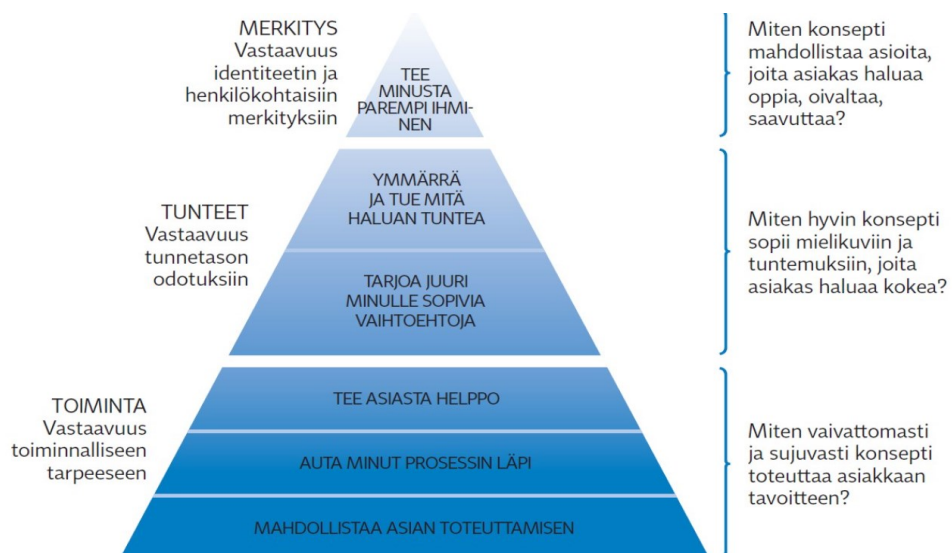 MERKITYS
Vastaavuus
identiteetin ja
henkilökohtaisiin
merkityksiin
TEE
MINUSTA
PAREMPI IHMI-
NEN
Miten konsepti
mahdollistaa asioita,
joita asiakas haluaa
oppia, oivaltaa,
saavuttaa?
TUNTEET
Vastaavuus
tunnetason
odotuksiin
YMMÄRRÄ
JA TUE MITÄ
HALUAN TUNTEA
TARJOA JUURI
MINULLE SOPIVIA
VAIHTOEHTOJA
Miten hyvin konsepti
sopii mielikuviin ja
tuntemuksiin, joita
asiakas haluaa kokea?
TOIMINTA
Vastaavuus
toiminnalliseen
tarpeeseen
TEE ASIASTA HELPPO
AUTA MINUT PROSESSIN LÄPI
MAHDOLLISTAA ASIAN TOTEUTTAMISEN
Miten vaivattomasti
ja sujuvasti konsepti
toteuttaa asiakkaan
tavoitteen?